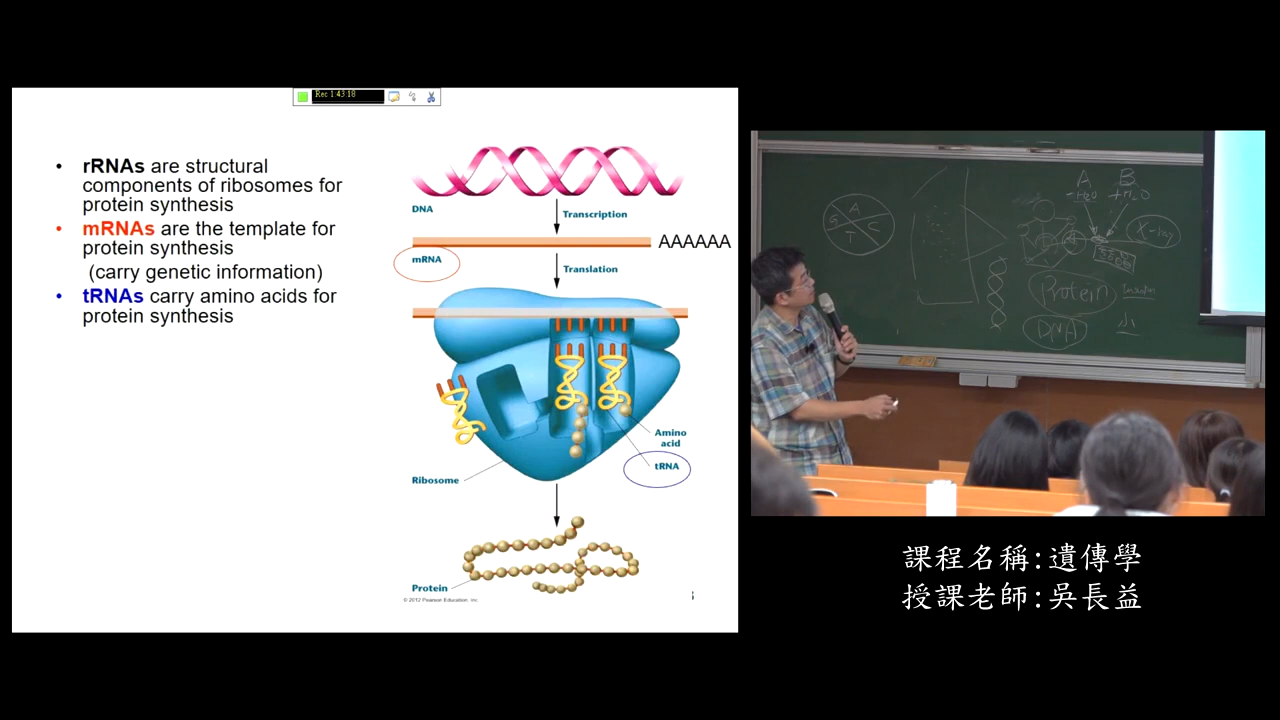 Rec 1:43:18
• rRNAs are structural
components of ribosomes for
protein synthesis
• mRNAs are the template for
protein synthesis
(carry genetic information)
• tRNAs carry amino acids for
protein synthesis
DNA
Transcription
AAAAAA
mRNA
Translation
Amino
acid
tRNA
Ribosome
Protein
© 2012 Pearson Education, Inc.
A B
G A C T
X-ray
Protein
DNA
課程名稱:遺傳學
授課老師:吳長益